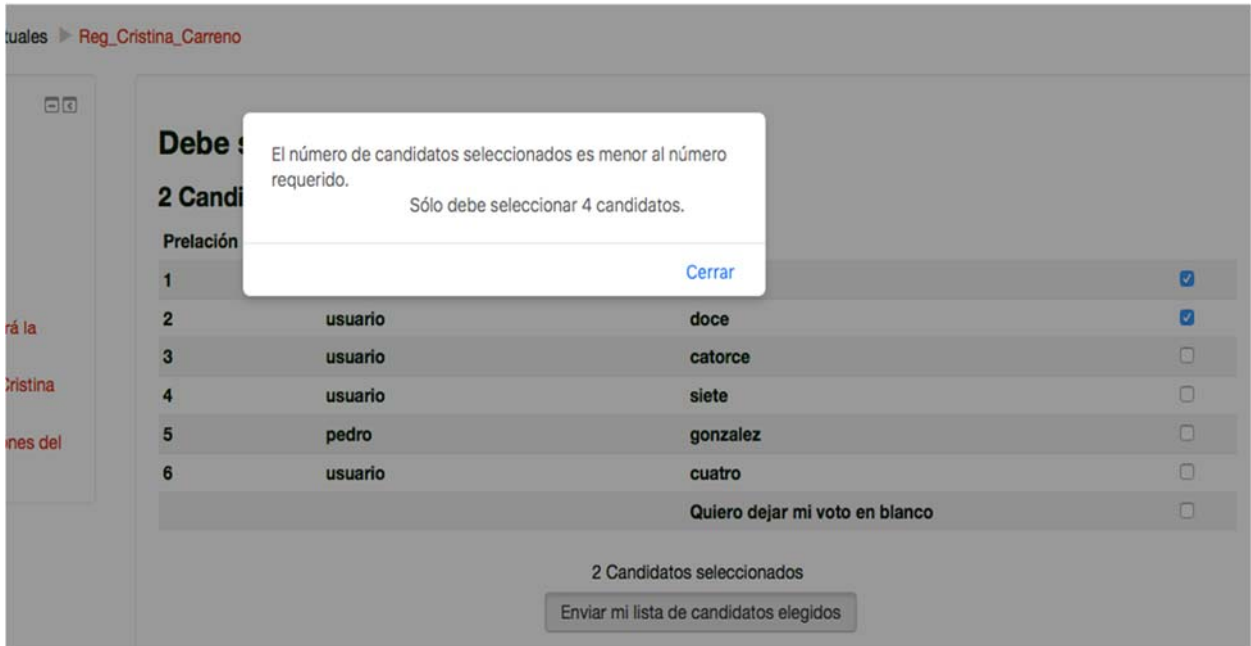 tuales ▶ Reg_Cristina_Carreno
Debe
2 Candi
El número de candidatos seleccionados es menor al número
requerido.
Sólo debe seleccionar 4 candidatos.
Cerrar
Prelación
1
rá la
2 usuario doce
3 usuario catorce
Cristina
4 usuario siete
ones del
5 pedro gonzalez
6 usuario cuatro
Quiero dejar mi voto en blanco
2 Candidatos seleccionados
Enviar mi lista de candidatos elegidos